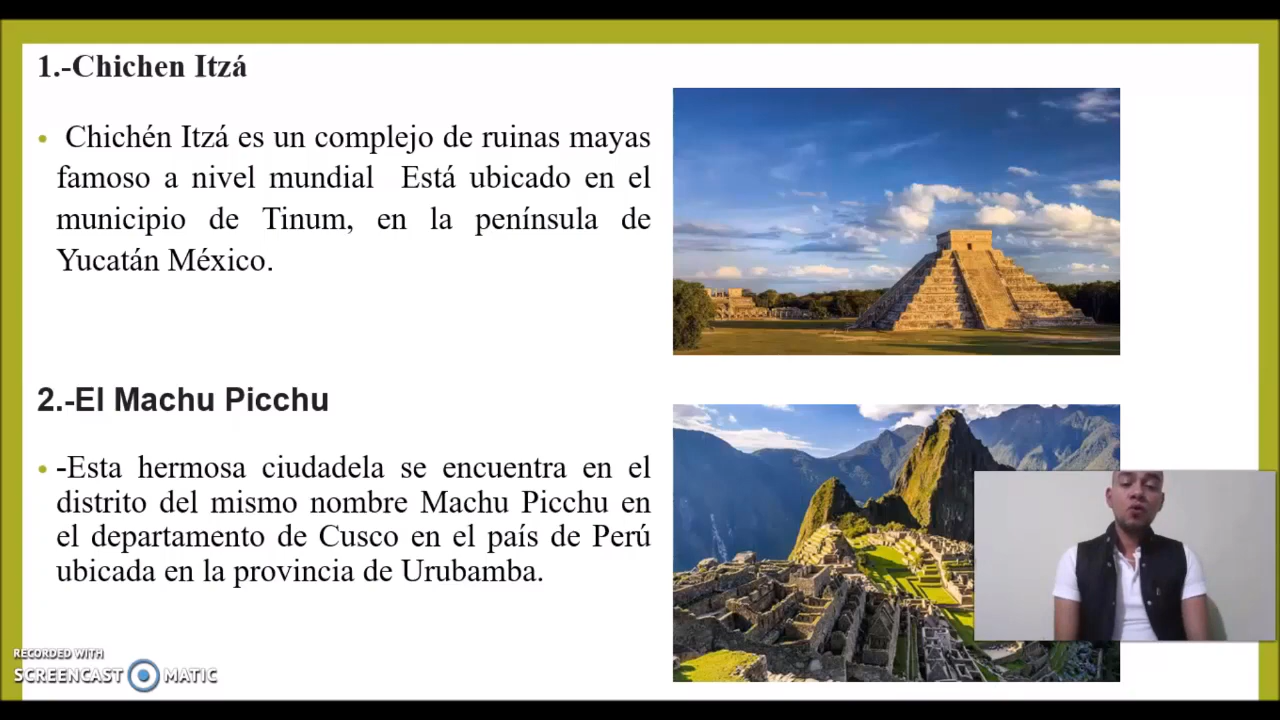 1.-Chichen Itzá
Chichén Itzá es un complejo de ruinas mayas
famoso a nivel mundial Está ubicado en el
municipio de Tinum, en la península de
Yucatán México.
2.-El Machu Picchu
-Esta hermosa ciudadela se encuentra en el
distrito del mismo nombre Machu Picchu en
el departamento de Cusco en el país de Perú
ubicada en la provincia de Urubamba.
RECORDED WITH
SCREENCAST MATIC